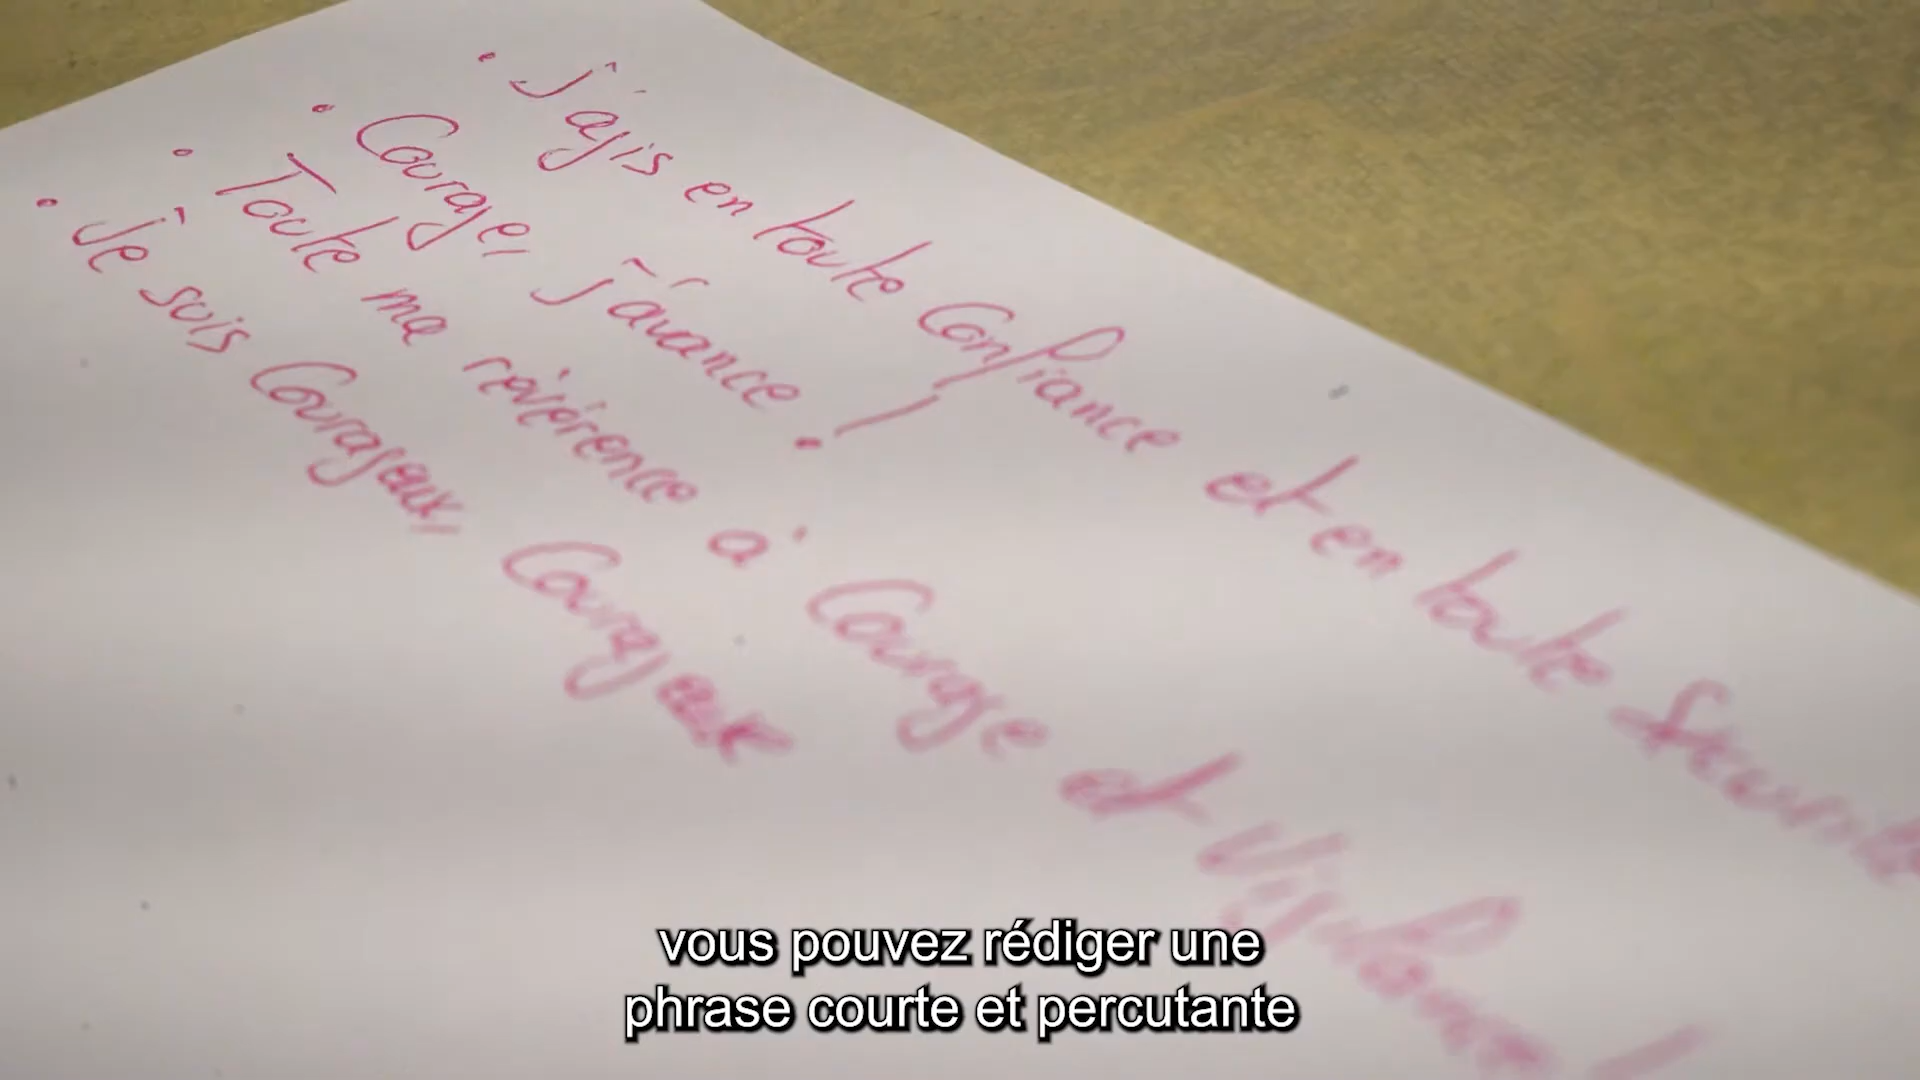 • J'agis en toute Confiance et en toute Sécurité
• Courage, j'avance !
• Toute ma révérence à Courage et Vigilance !
• Je suis Courageux, Courageux
vous pouvez rédiger une
phrase courte et percutante